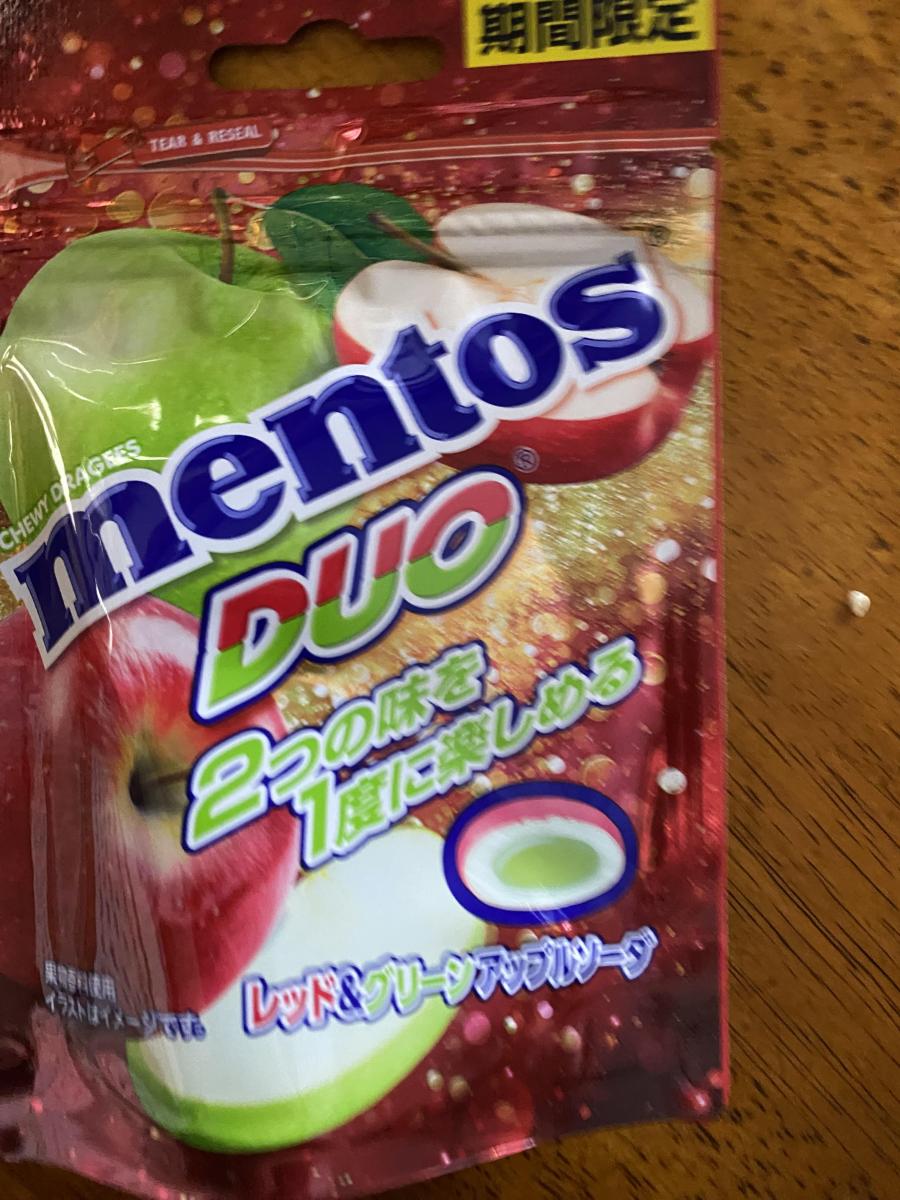 期間限定
TEAR & RESEAL
CHEWY DRAGEES
mentos®
DUO®
2つの味を
1度に楽しめる
レッド&グリーンアップルソーダ
果物香料使用
イラストはイメージです。